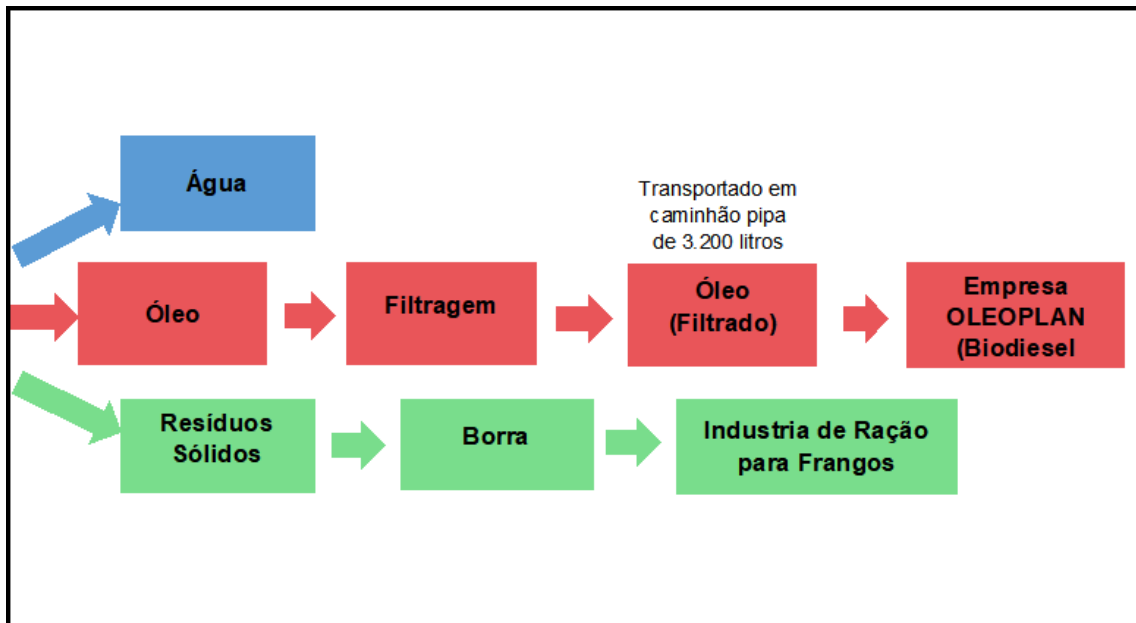 Água
Transportado em
caminhão pipa
de 3.200 litros
Óleo
Filtragem
Óleo
(Filtrado)
Empresa
OLEOPLAN
(Biodiesel
Resíduos
Sólidos
Borra
Industria de Ração
para Frangos